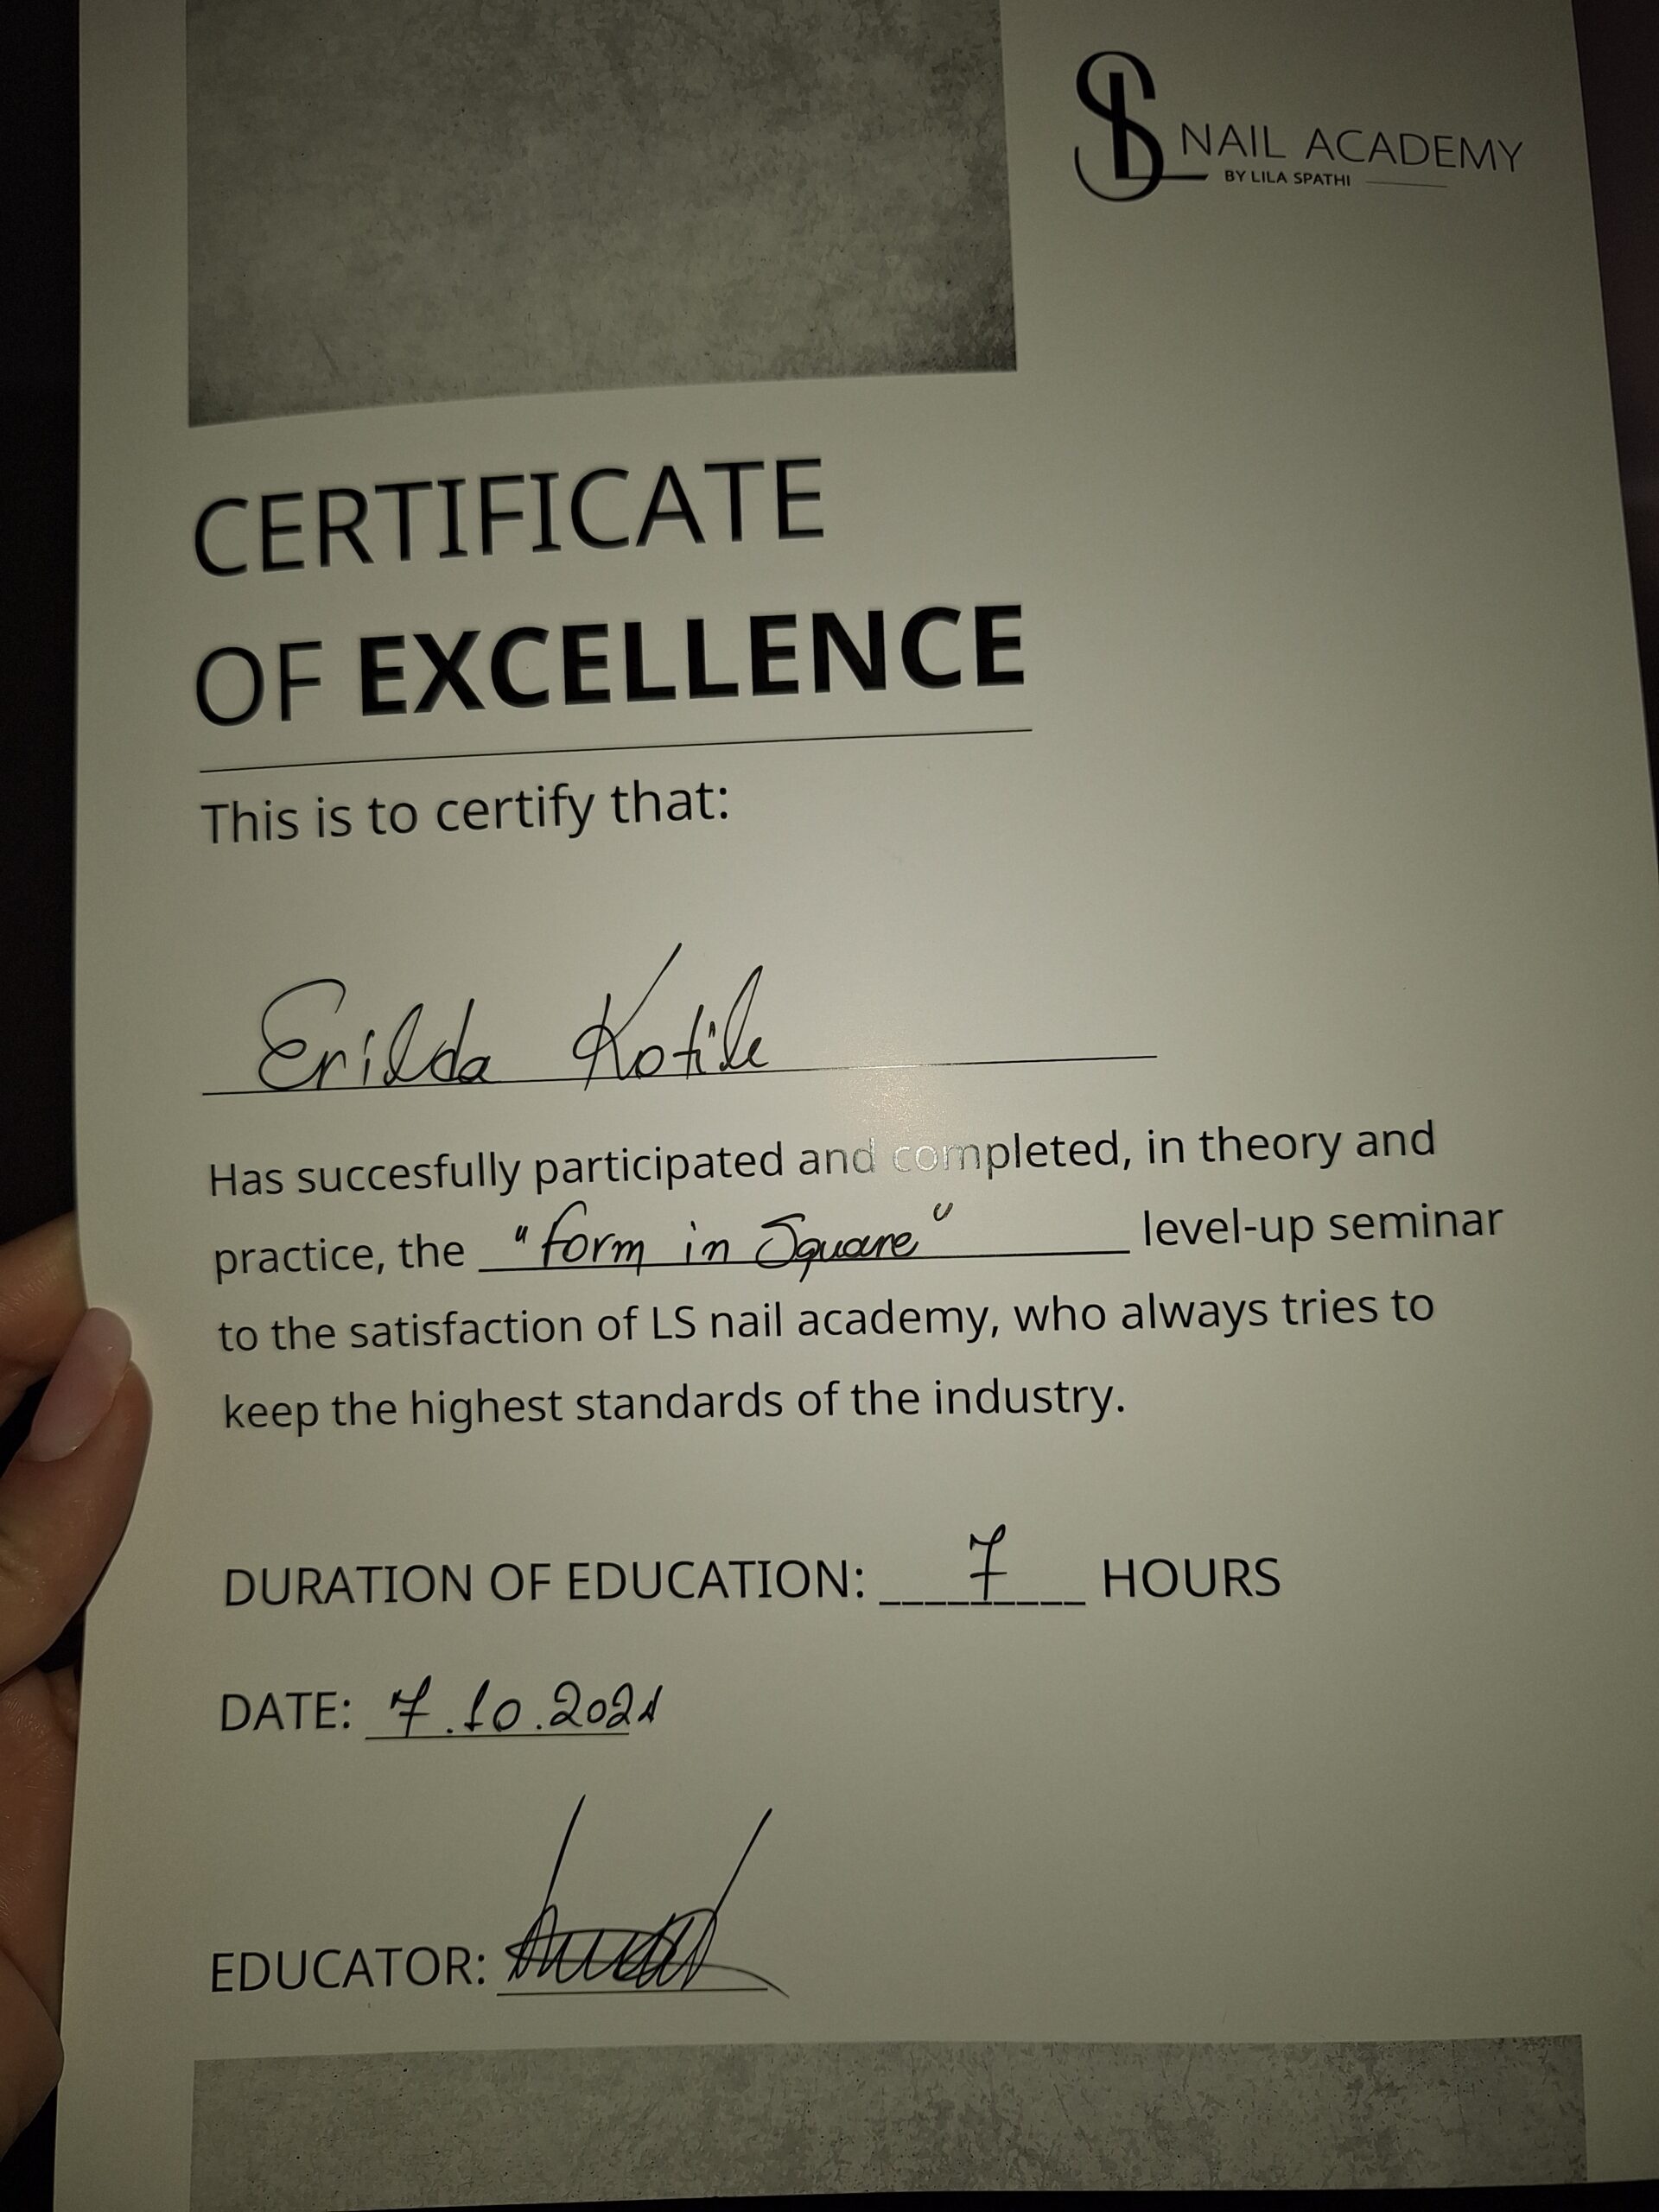 NAIL ACADEMY
BY LILA SPATHI
CERTIFICATE
OF EXCELLENCE
This is to certify that:
Erilda Kotile
Has succesfully participated and completed, in theory and
practice, the "form in Square" level-up seminar
to the satisfaction of LS nail academy, who always tries to
keep the highest standards of the industry.
DURATION OF EDUCATION: 7 HOURS
DATE: 7.10.2021
EDUCATOR: